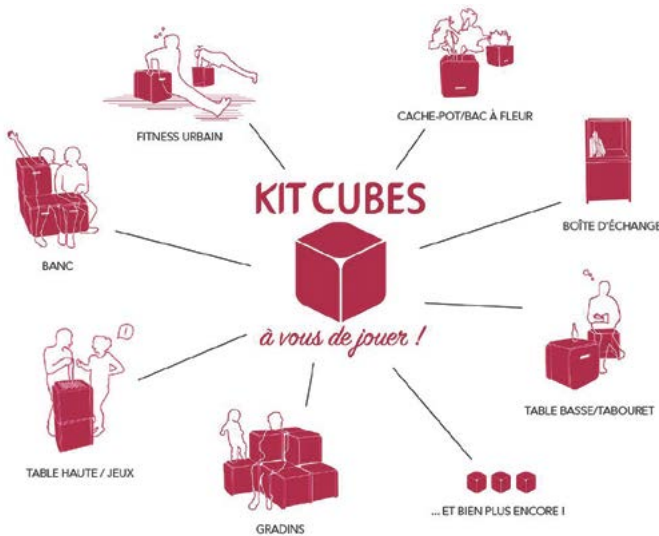 FITNESS URBAIN
CACHE-POT/BAC À FLEUR
KIT CUBES
BOÎTE D'ÉCHANGE
BANC
à vous de jouer !
TABLE BASSE/TABOURET
TABLE HAUTE / JEUX
... ET BIEN PLUS ENCORE !
GRADINS